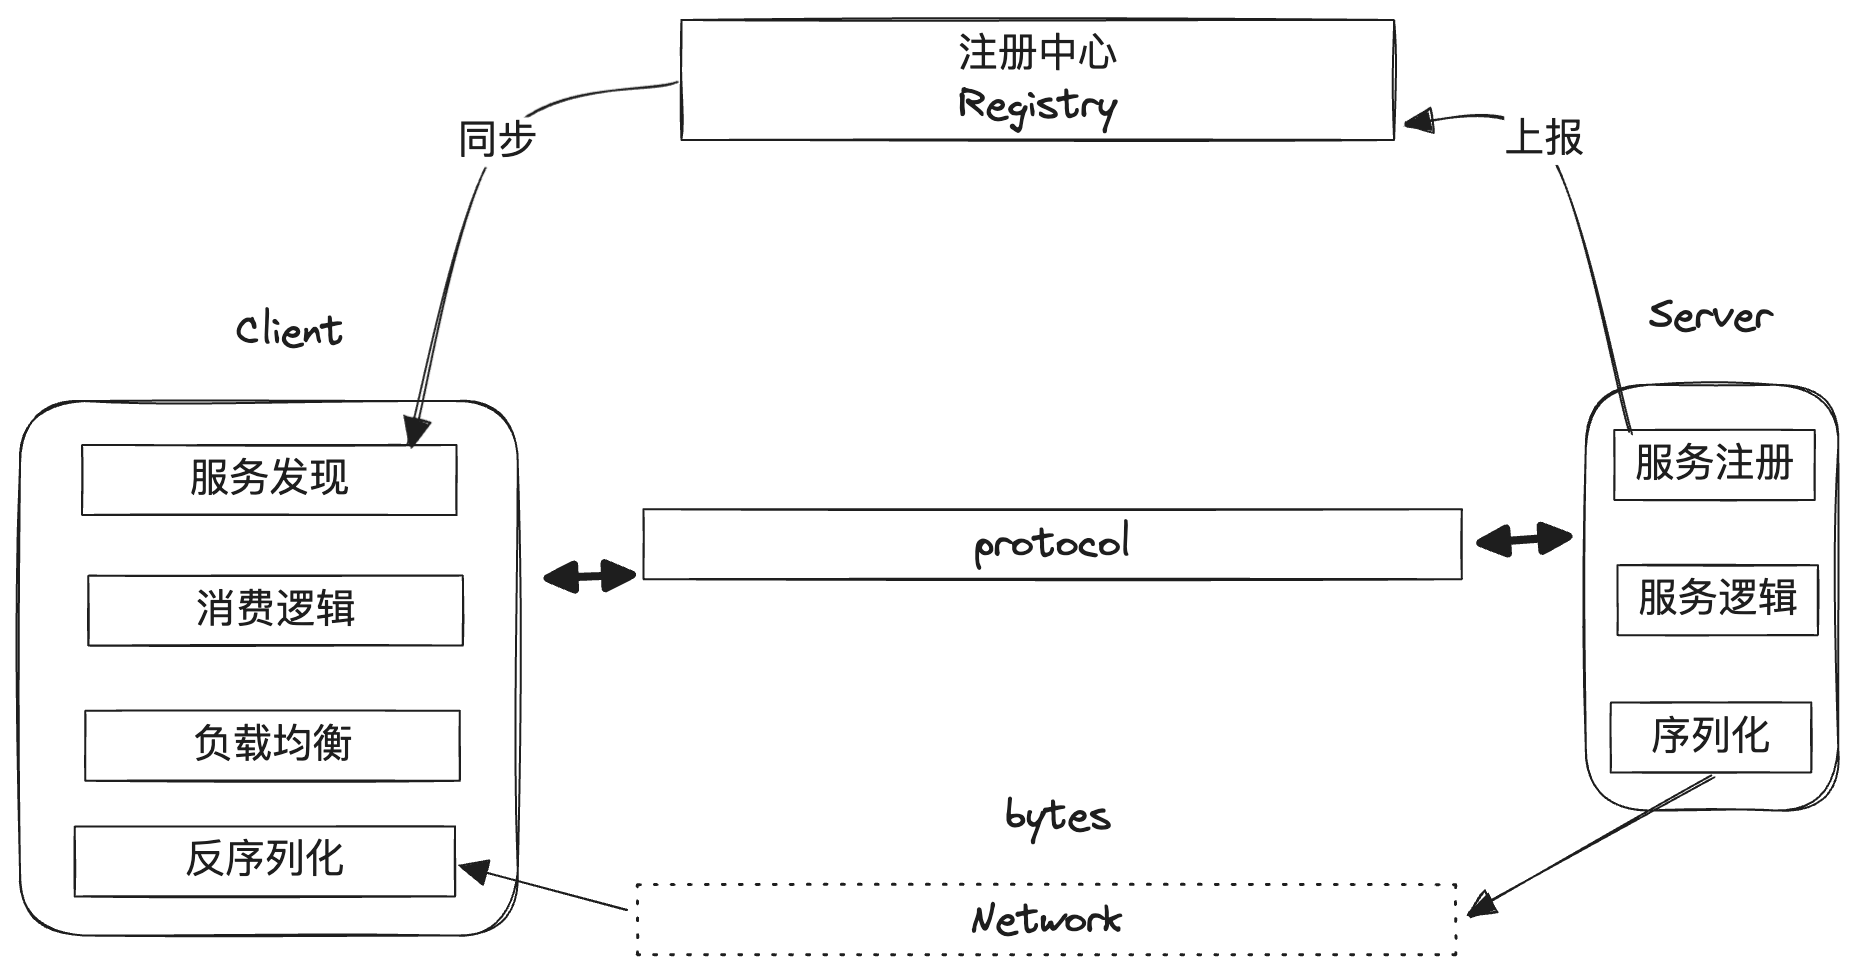 注册中心
Registry
同步
上报
Client
Server
服务发现
服务注册
protocol
消费逻辑
服务逻辑
负载均衡
序列化
bytes
反序列化
Network